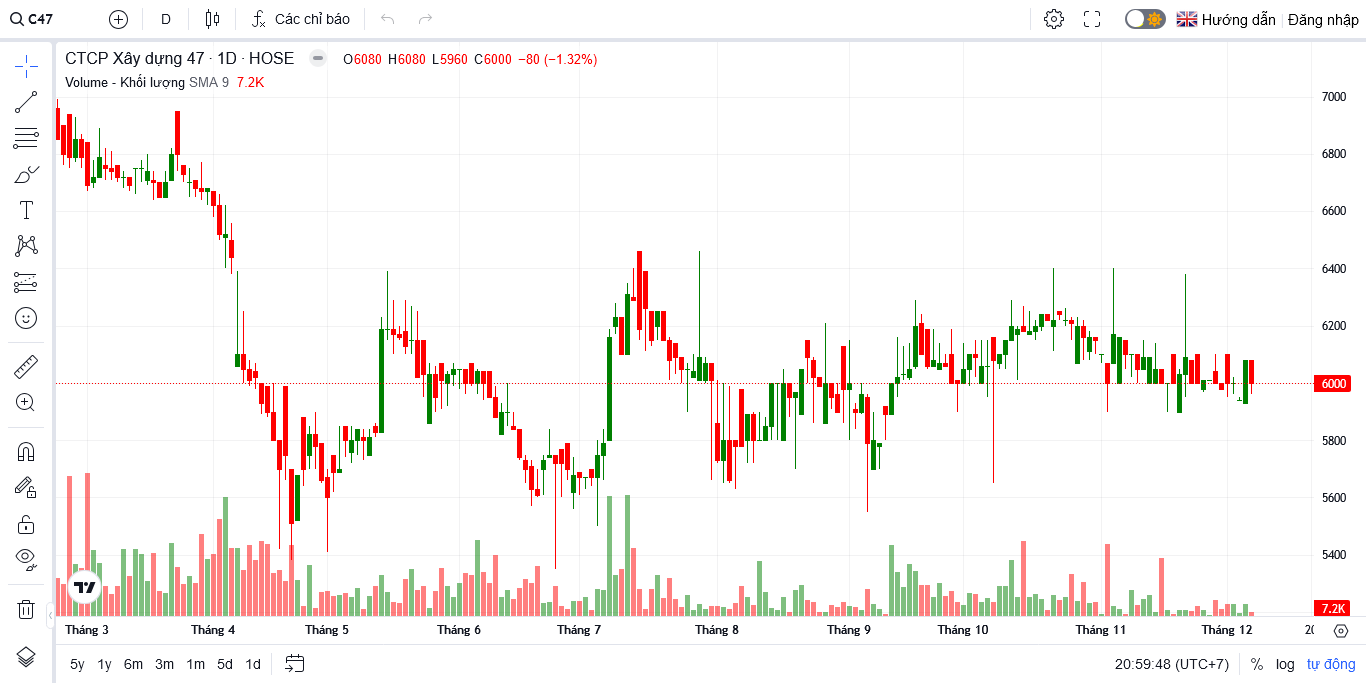 C47 D Các chỉ báo Hướng dẫn Đăng nhập
CTCP Xây dựng 47 · 1D · HOSE O6080 H6080 L5960 C6000 −80 (−1.32%)
Volume - Khối lượng SMA 9 7.2K
7000
6800
6600
6400
6200
6000
5800
5600
5400
7.2K
Tháng 3 Tháng 4 Tháng 5 Tháng 6 Tháng 7 Tháng 8 Tháng 9 Tháng 10 Tháng 11 Tháng 12
5y 1y 6m 3m 1m 5d 1d 20:59:48 (UTC+7) % log tự động